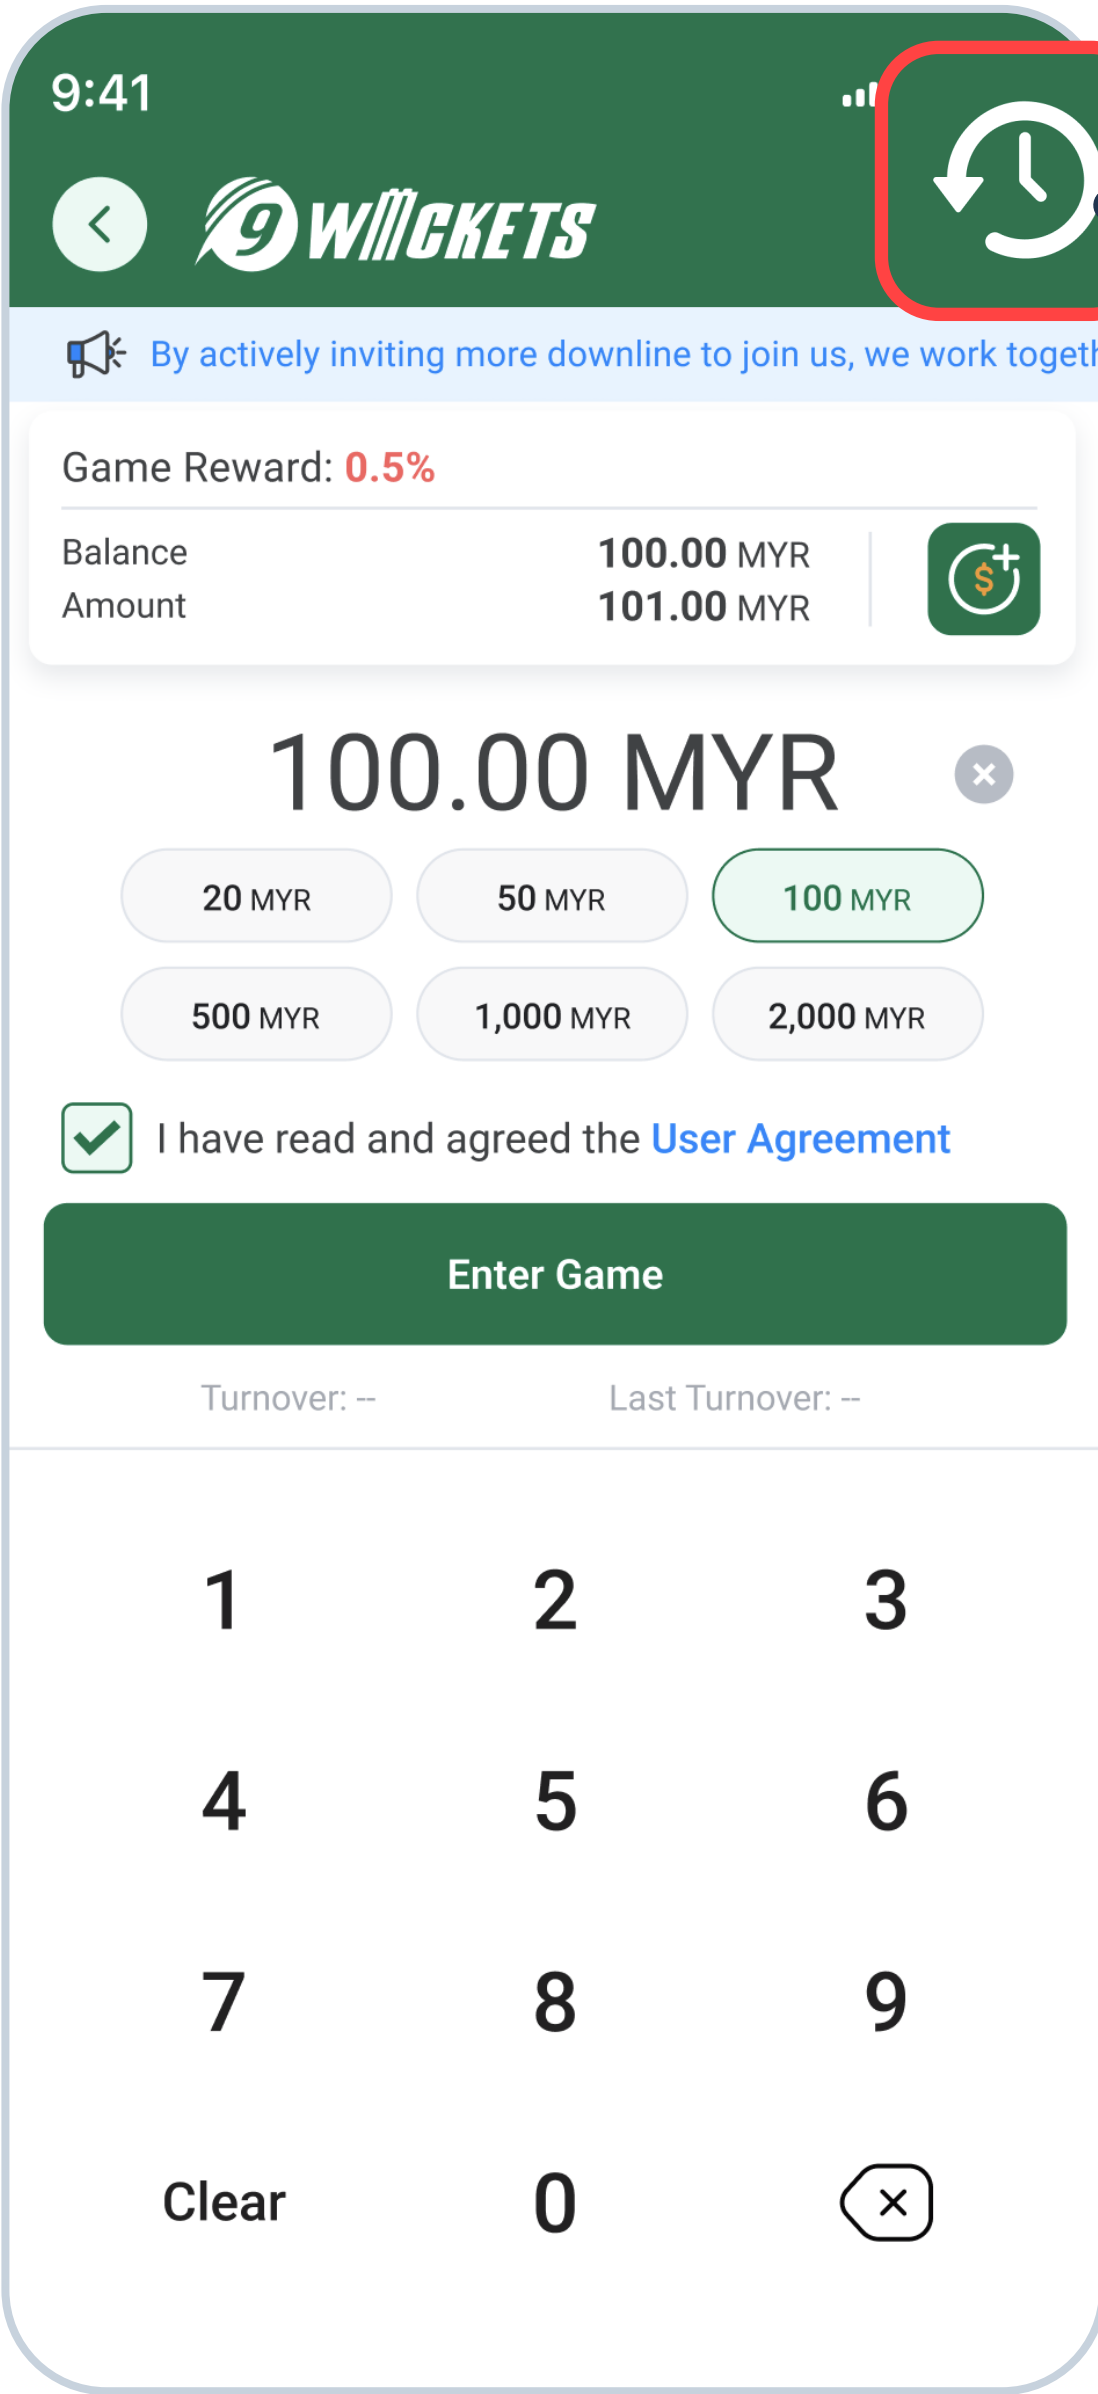 9:41
9WICKETS
By actively inviting more downline to join us, we work
Game Reward: 0.5%
Balance 100.00 MYR
Amount 101.00 MYR
100.00 MYR
20 MYR 50 MYR 100 MYR
500 MYR 1,000 MYR 2,000 MYR
I have read and agreed the User Agreement
Enter Game
Turnover: -- Last Turnover: --
1 2 3
4 5 6
7 8 9
Clear 0